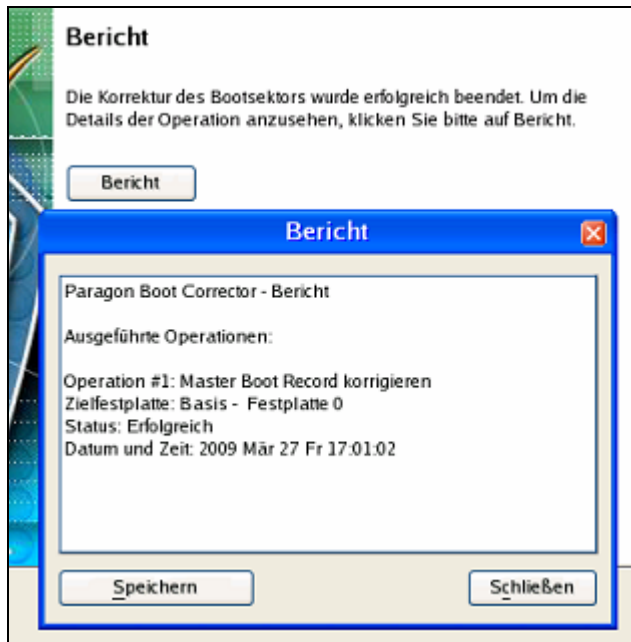 Bericht
Die Korrektur des Bootsektors wurde erfolgreich beendet. Um die
Details der Operation anzusehen, klicken Sie bitte auf Bericht.
Bericht
Bericht
Paragon Boot Corrector - Bericht
Ausgeführte Operationen:
Operation #1: Master Boot Record korrigieren
Zielfestplatte: Basis - Festplatte 0
Status: Erfolgreich
Datum und Zeit: 2009 Mär 27 Fr 17:01:02
Speichern
Schließen